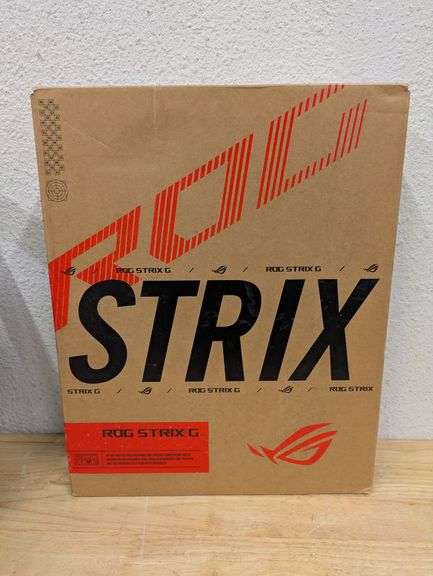 ROG
ROG STRIX G / / ROG STRIX G /
STRIX
STRIX G / / ROG STRIX G / / ROG STRIX
ROG STRIX G